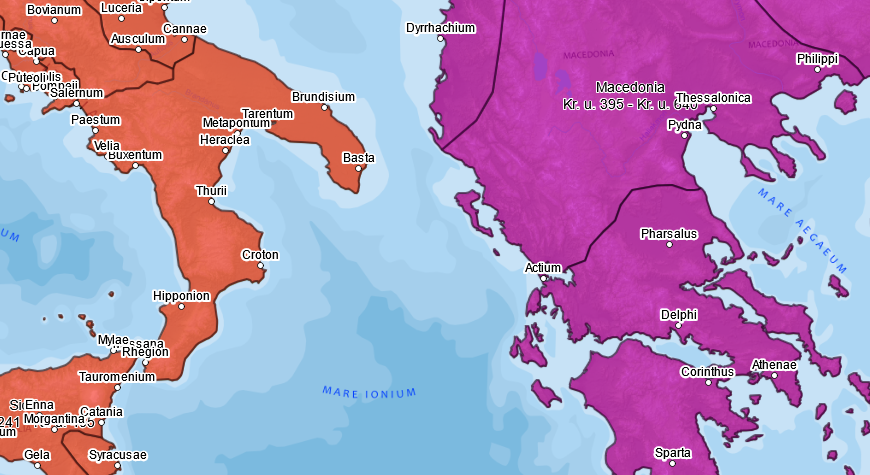 Bovianum
Luceria
Cannae
Ausculum
Capua
Pompeii
Salernum
Paestum
Velia
Buxentum
Brundisium
Tarentum
Metapontum
Heraclea
Basta
Thurii
Croton
Hipponion
Mylae
Rhegion
Tauromenium
Enna
Morgantina
Catania
Gela
Syracusae
MARE IONIUM
Dyrrhachium
MACEDONIA
MACEDONIA
Philippi
Macedonia
Kr. u. 395 - Kr. u. 640
Thessalonica
Pydna
MARE AEGAEUM
Pharsalus
Actium
Delphi
Corinthus
Athenae
Sparta